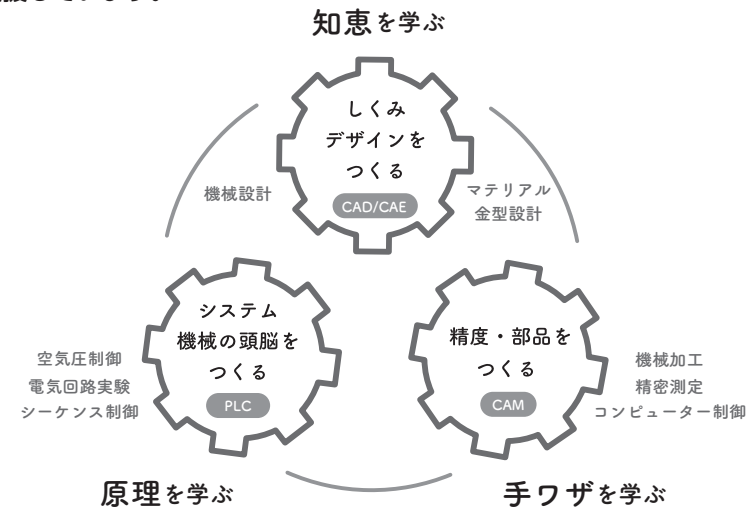 知恵を学ぶ
しくみ
デザインを
つくる
CAD/CAE
機械設計
マテリアル
金型設計
システム
機械の頭脳を
つくる
PLC
空気圧制御
電気回路実験
シーケンス制御
原理を学ぶ
精度・部品を
つくる
CAM
機械加工
精密測定
コンピューター制御
手ワザを学ぶ